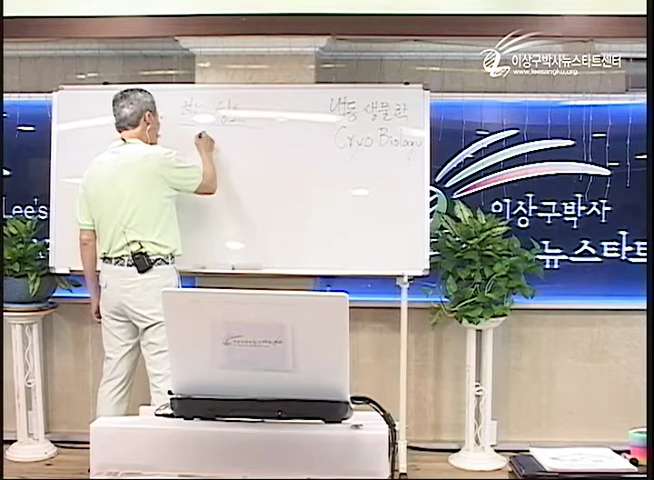 이상구박사뉴스타트센터
www.leesangku.org
냉동 생물학
Cryo Biology
Lee's
이상구박사
뉴스타트